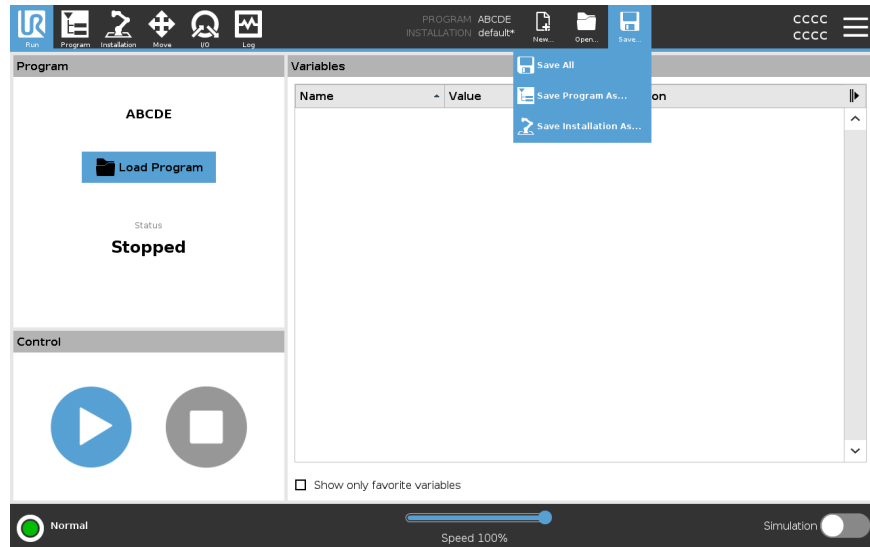 UR
Run
Program
Installation
Move
I/O
Log
PROGRAM ABCDE
INSTALLATION default*
New...
Open...
Save...
CCCC
CCCC
Program
Variables
Save All
Save Program As...
Save Installation As...
Name
Value
on
ABCDE
Load Program
Status
Stopped
Control
Show only favorite variables
Normal
Speed 100%
Simulation